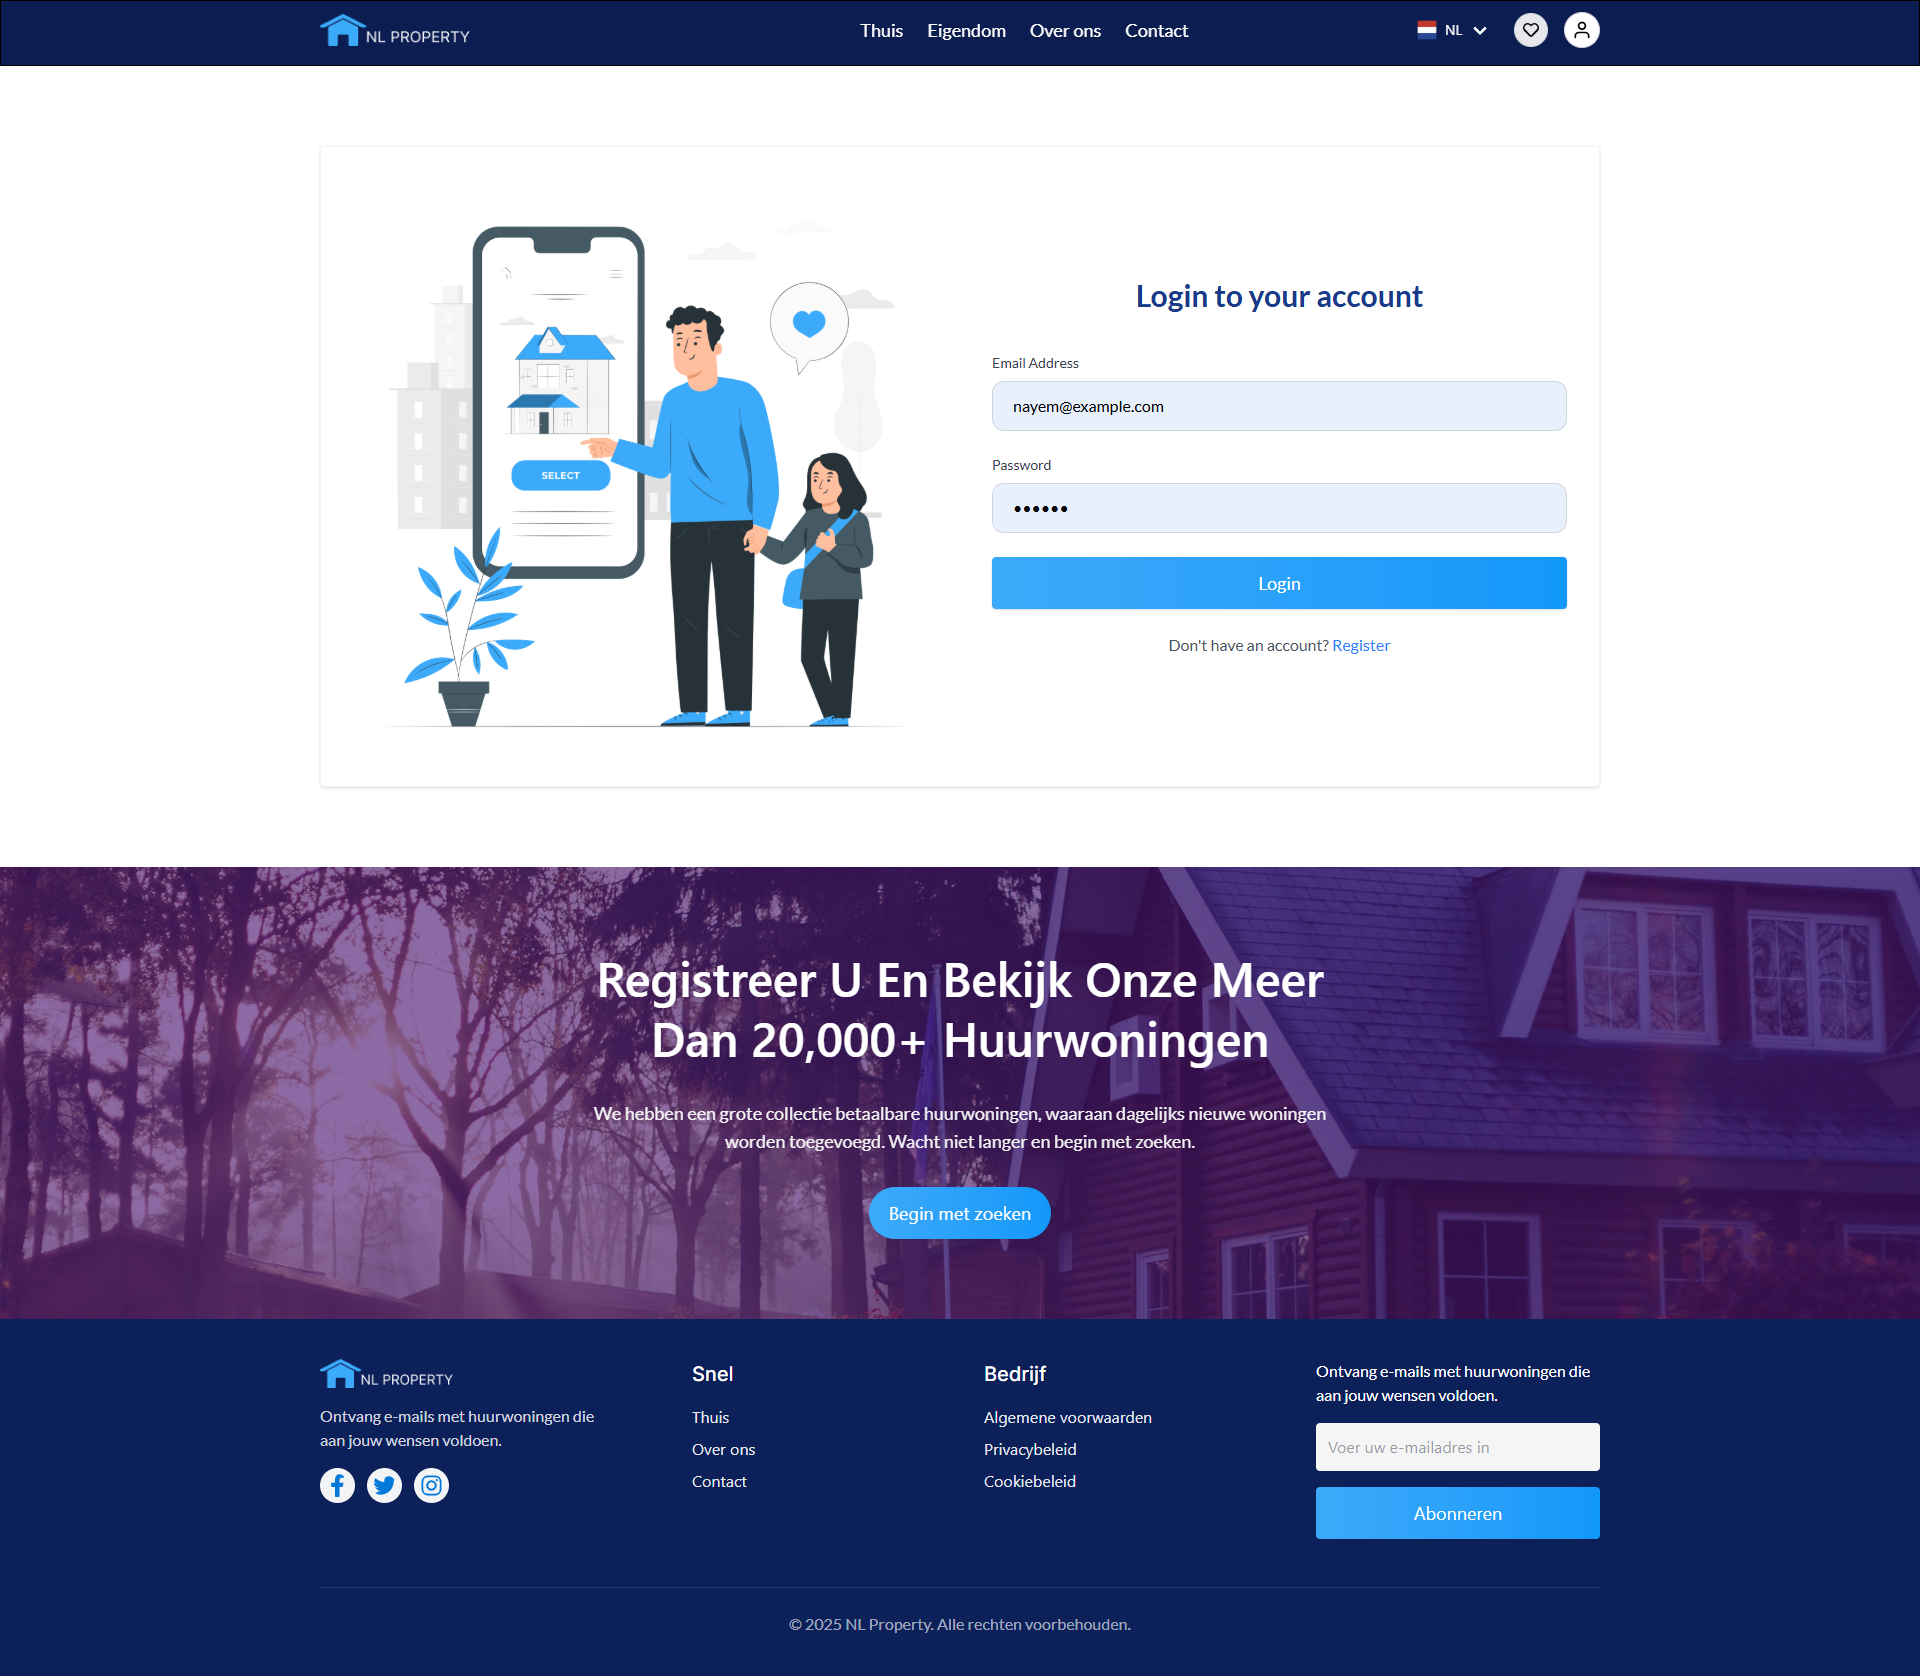 NL PROPERTY
Thuis
Eigendom
Over ons
Contact
NL
SELECT
Login to your account
Email Address
nayem@example.com
Password
••••••
Login
Don't have an account? Register
Registreer U En Bekijk Onze Meer
Dan 20,000+ Huurwoningen
We hebben een grote collectie betaalbare huurwoningen, waaraan dagelijks nieuwe woningen
worden toegevoegd. Wacht niet langer en begin met zoeken.
Begin met zoeken
NL PROPERTY
Ontvang e-mails met huurwoningen die
aan jouw wensen voldoen.
Snel
Thuis
Over ons
Contact
Bedrijf
Algemene voorwaarden
Privacybeleid
Cookiebeleid
Ontvang e-mails met huurwoningen die
aan jouw wensen voldoen.
Voer uw e-mailadres in
Abonneren
© 2025 NL Property. Alle rechten voorbehouden.